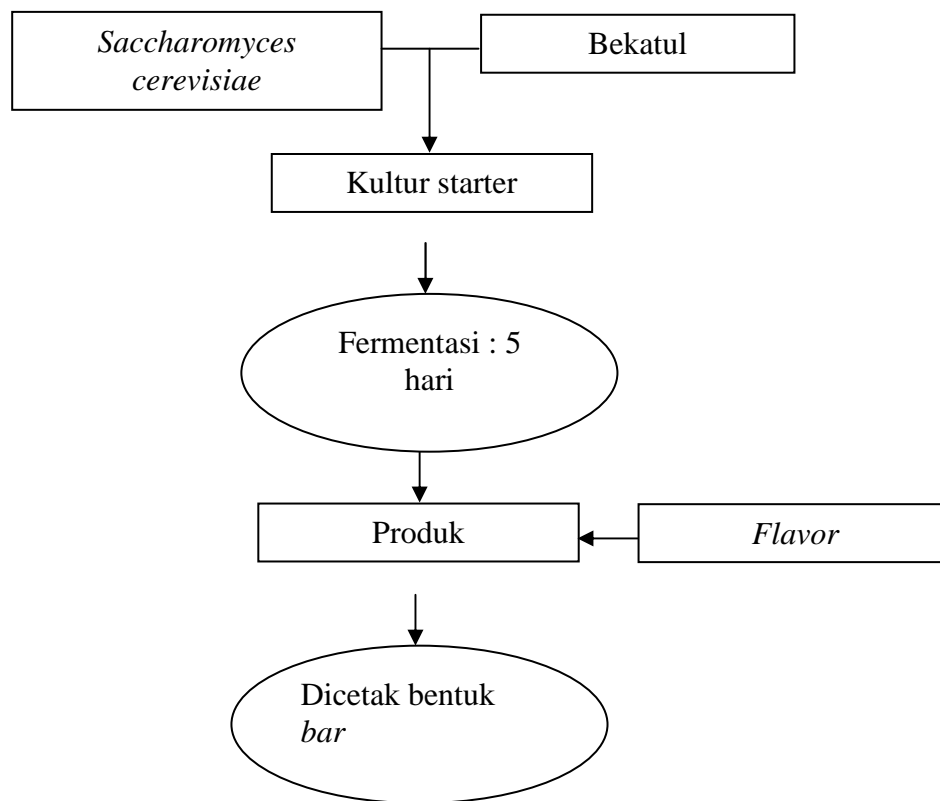 Saccharomyces
cerevisiae
Bekatul
Kultur starter
Fermentasi : 5
hari
Produk
Flavor
Dicetak bentuk
bar